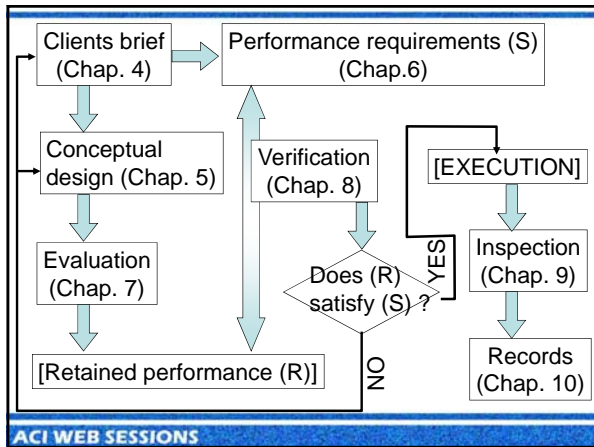 Clients brief
(Chap. 4)
Performance requirements (S)
(Chap.6)
Conceptual
design (Chap. 5)
Verification
(Chap. 8)
[EXECUTION]
Evaluation
(Chap. 7)
Does (R)
satisfy (S) ?
YES
Inspection
(Chap. 9)
[Retained performance (R)]
NO
Records
(Chap. 10)
ACI WEB SESSIONS